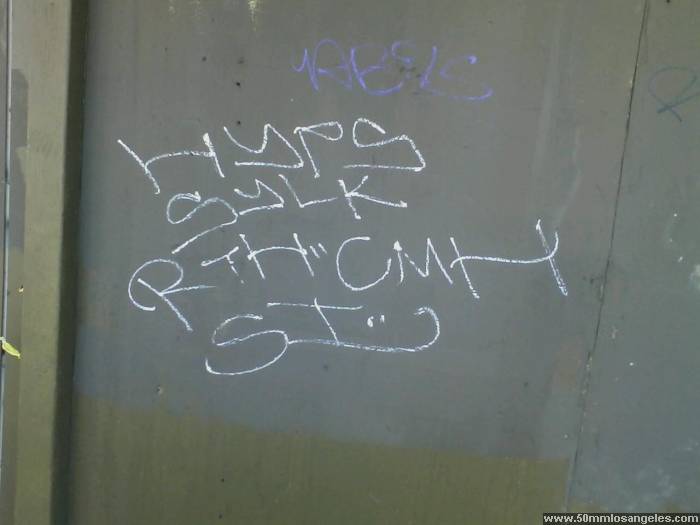 HYPS
SYLK
RTH" CMH
www.50mmlosangeles.com